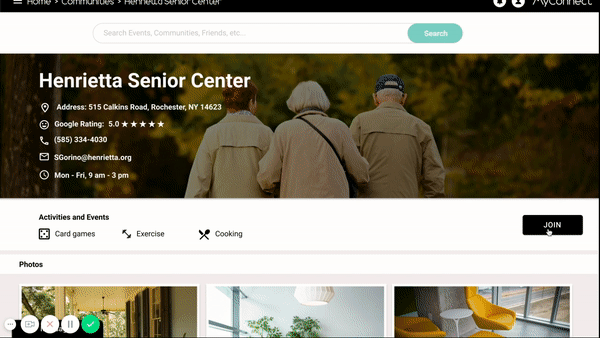 Home > Communities > Henrietta Senior Center
MyConnect
Search Events, Communities, Friends, etc...
Search
Henrietta Senior Center
Address: 515 Calkins Road, Rochester, NY 14623
Google Rating: 5.0 ★★★★★
(585) 334-4030
SGorino@henrietta.org
Mon - Fri, 9 am - 3 pm
Activities and Events
Card games
Exercise
Cooking
JOIN
Photos